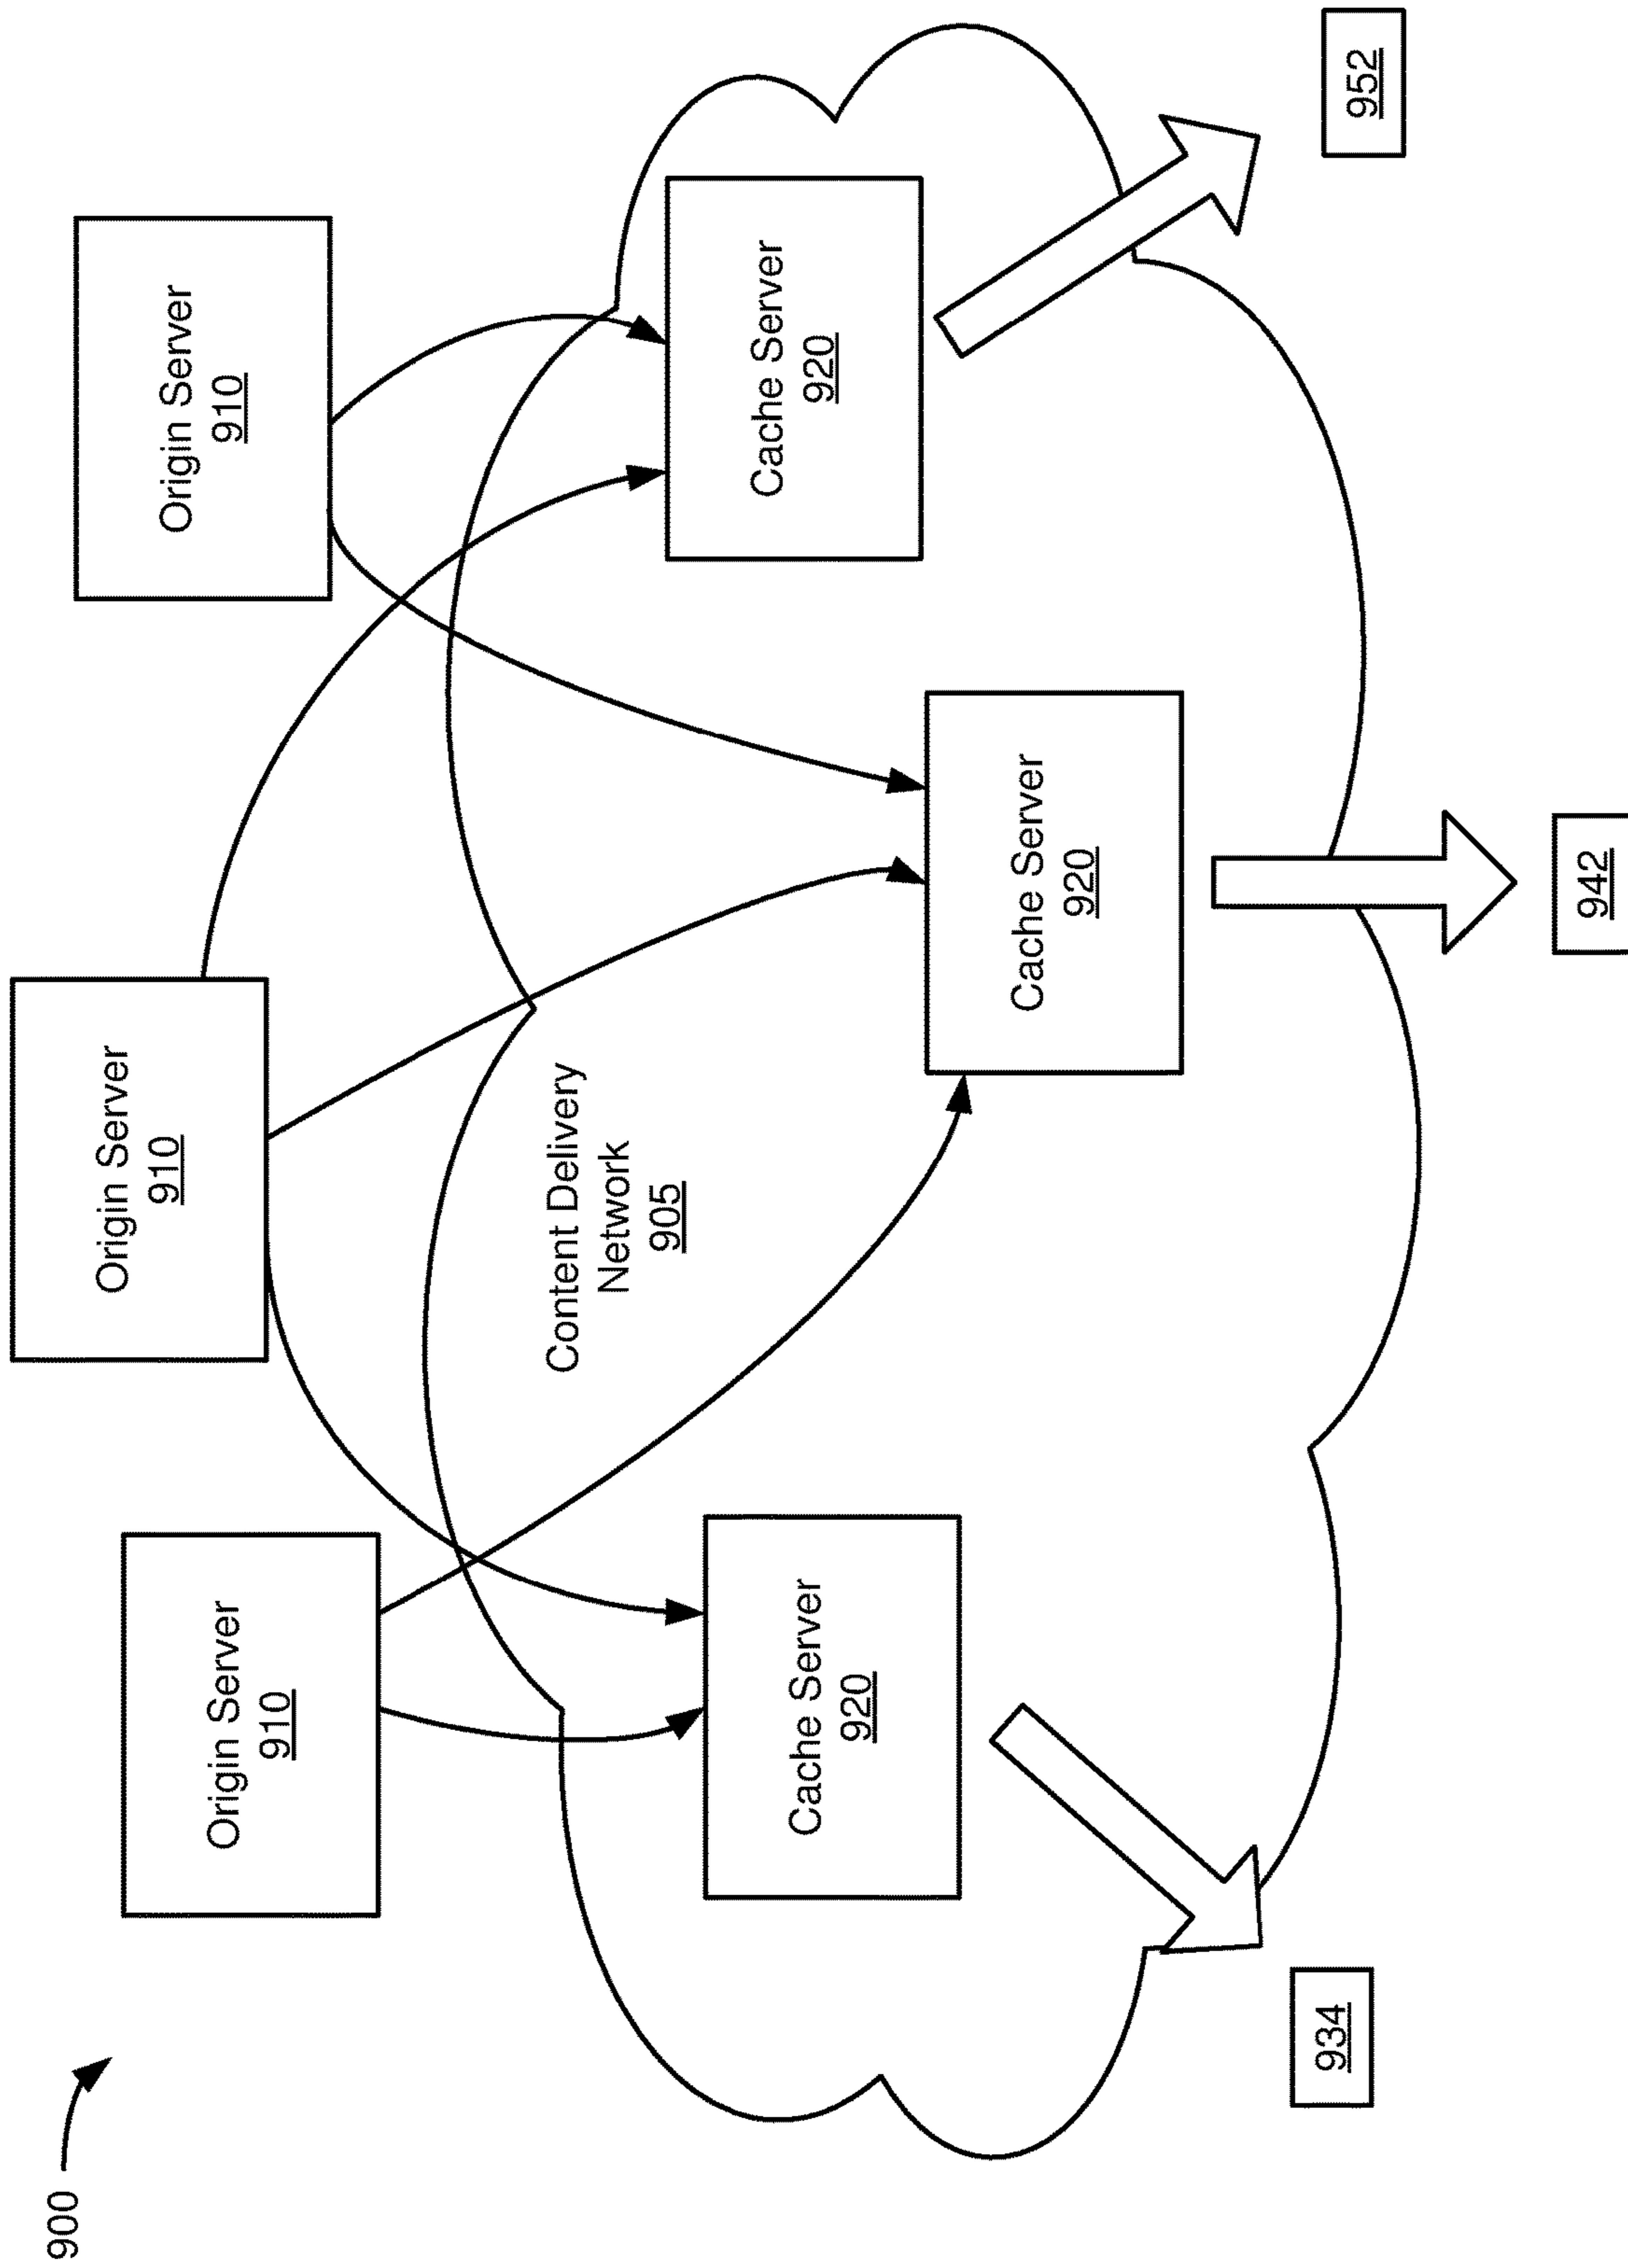 900
Origin Server
910
Origin Server
910
Origin Server
910
Content Delivery
Network
905
Cache Server
920
Cache Server
920
Cache Server
920
934
942
952